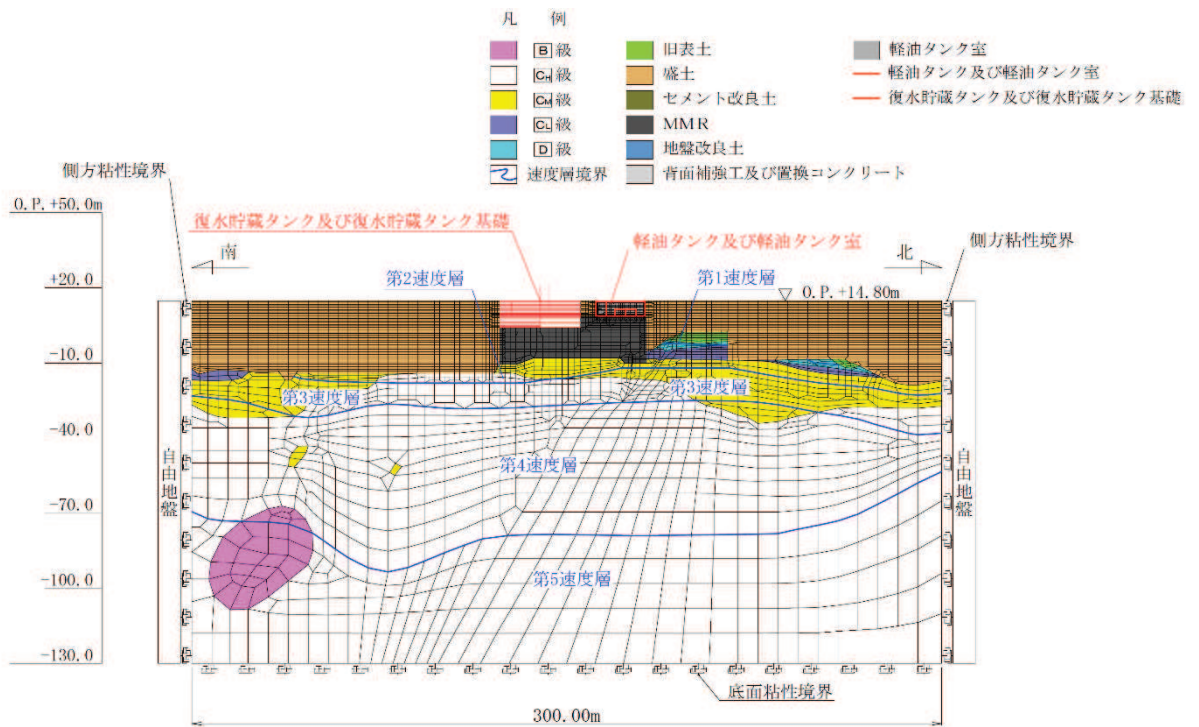 凡 例
B級
CH級
CM級
CL級
D級
速度層境界
旧表土
盛土
セメント改良土
MMR
地盤改良土
背面補強工及び置換コンクリート
軽油タンク室
軽油タンク及び軽油タンク室
復水貯蔵タンク及び復水貯蔵タンク基礎
側方粘性境界
O.P.+50.0m
復水貯蔵タンク及び復水貯蔵タンク基礎
軽油タンク及び軽油タンク室
側方粘性境界
南
北
+20.0
第2速度層
第1速度層
O.P.+14.80m
-10.0
第3速度層
第3速度層
-40.0
自由地盤
第4速度層
自由地盤
-70.0
第5速度層
-100.0
-130.0
底面粘性境界
300.00m